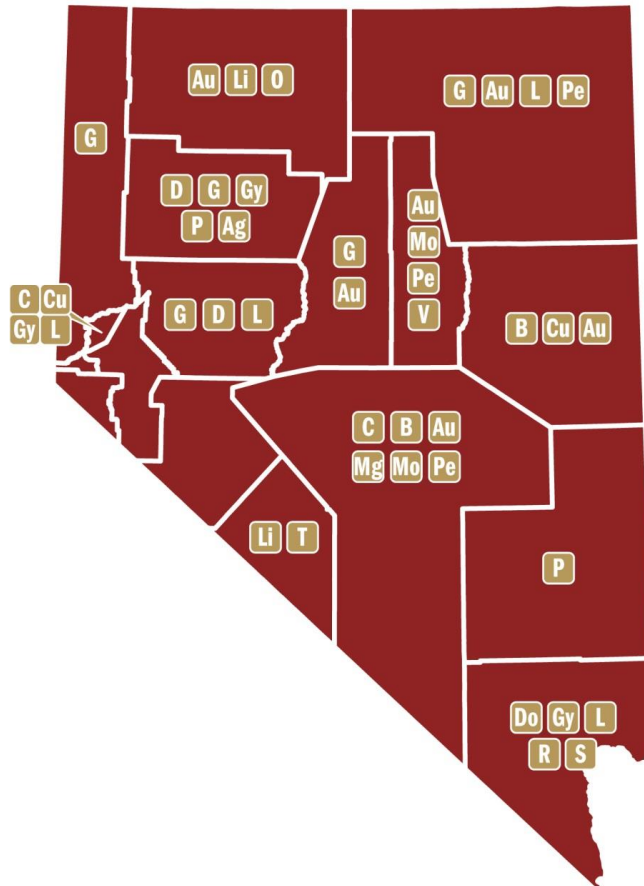 Au Li O
G Au L Pe
G
D G Gy
P Ag
Au
Mo
Pe
V
G
Au
C Cu
Gy L
G D L
B Cu Au
C B Au
Mg Mo Pe
Li T
P
Do Gy L
R S